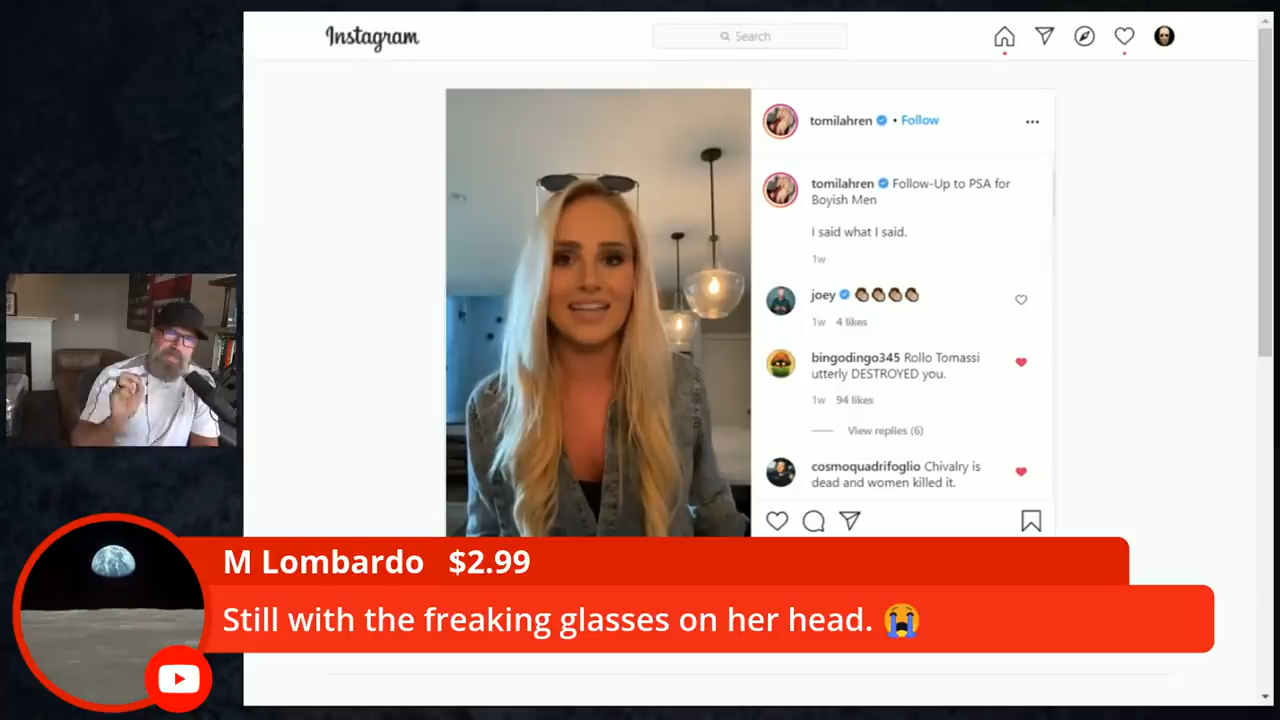 Instagram
Search
tomilahren • Follow
...
tomilahren Follow-Up to PSA for
Boyish Men
I said what I said.
1w
joey 👏🏽👏🏽👏🏽👏🏽
1w 4 likes
bingodingo345 Rollo Tomassi
utterly DESTROYED you.
1w 94 likes
View replies (6)
cosmoquadrifoglio Chivalry is
dead and women killed it.
M Lombardo $2.99
Still with the freaking glasses on her head. 😭